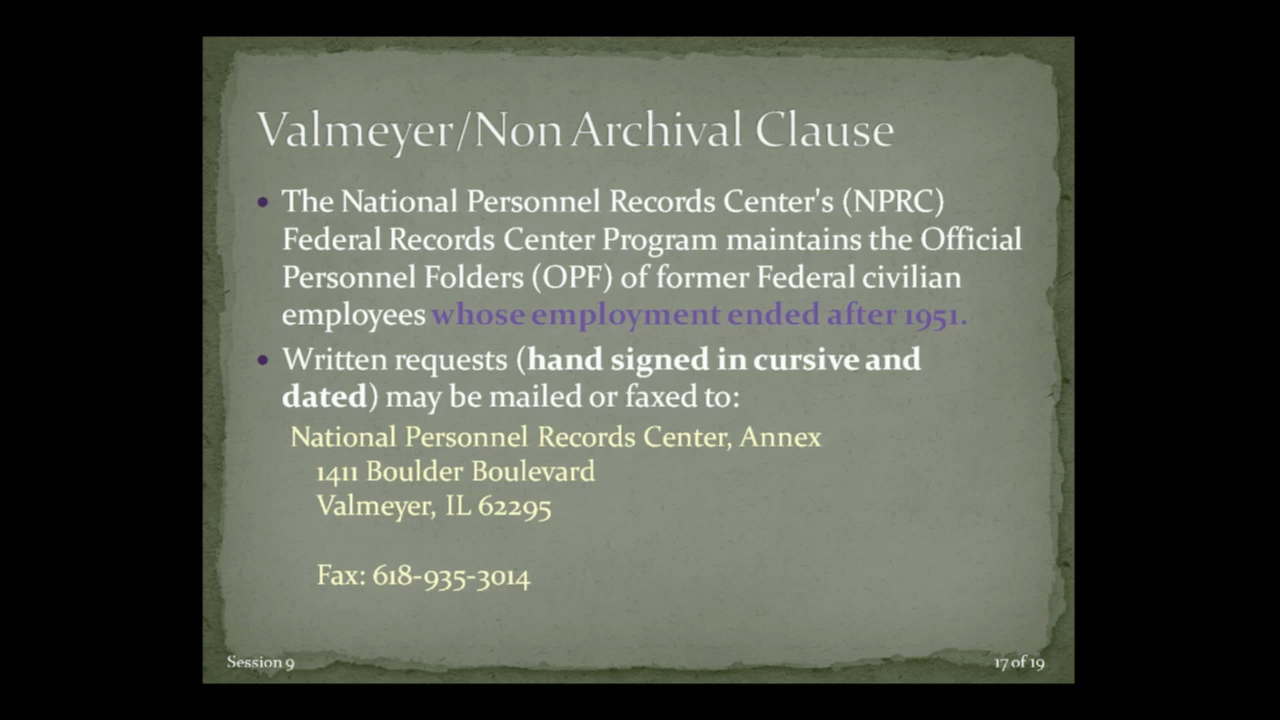 Valmeyer/Non Archival Clause
• The National Personnel Records Center's (NPRC)
Federal Records Center Program maintains the Official
Personnel Folders (OPF) of former Federal civilian
employees whose employment ended after 1951.
• Written requests (hand signed in cursive and
dated) may be mailed or faxed to:
National Personnel Records Center, Annex
1411 Boulder Boulevard
Valmeyer, IL 62295
Fax: 618-935-3014
Session 9
17 of 19